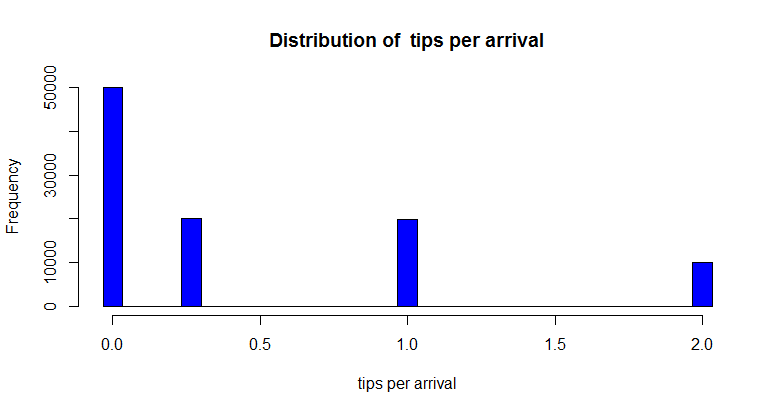 Distribution of  tips per arrival
Frequency
50000
30000
10000
0
0.0 0.5 1.0 1.5 2.0
tips per arrival